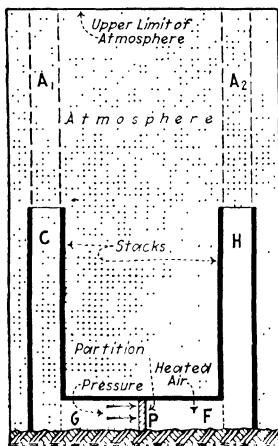 Upper Limit of
Atmosphere
A1
A2
Atmosphere
C
H
Stacks
Partition
Pressure
Heated
Air
G
P
F